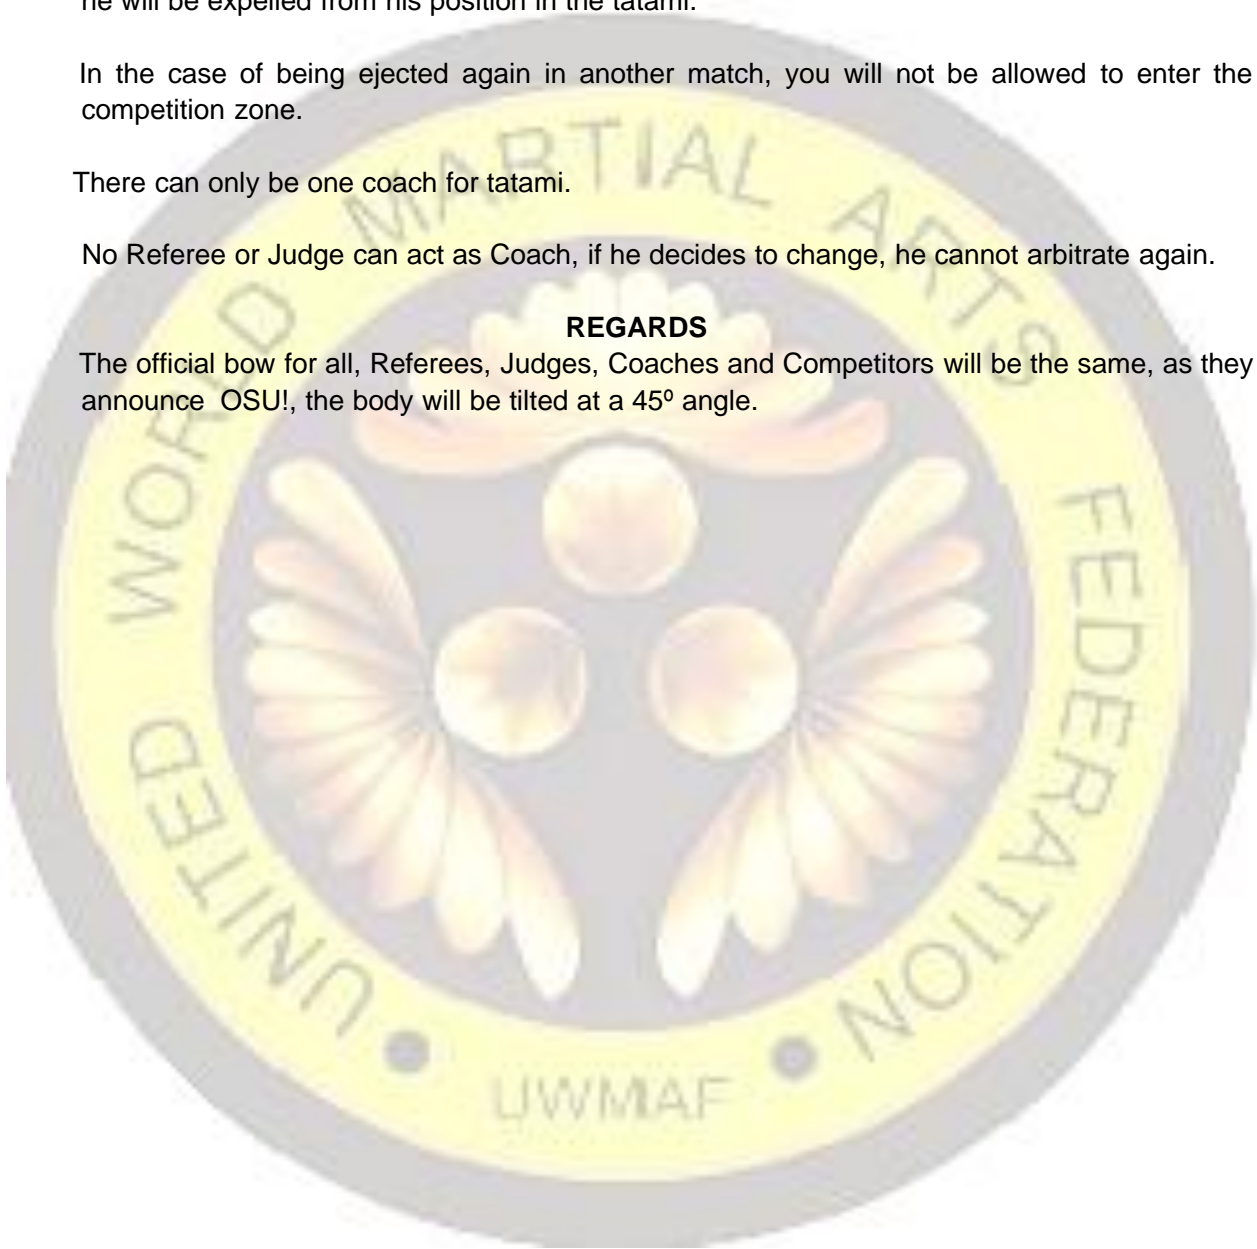 he will be expelled from his position in the tatami.
In the case of being ejected again in another match, you will not be allowed to enter the
competition zone.
There can only be one coach for tatami.
No Referee or Judge can act as Coach, if he decides to change, he cannot arbitrate again.
REGARDS
The official bow for all, Referees, Judges, Coaches and Competitors will be the same, as they
announce OSU!, the body will be tilted at a 45º angle.
UNITED WORLD MARTIAL ARTS FEDERATION
UWMAF